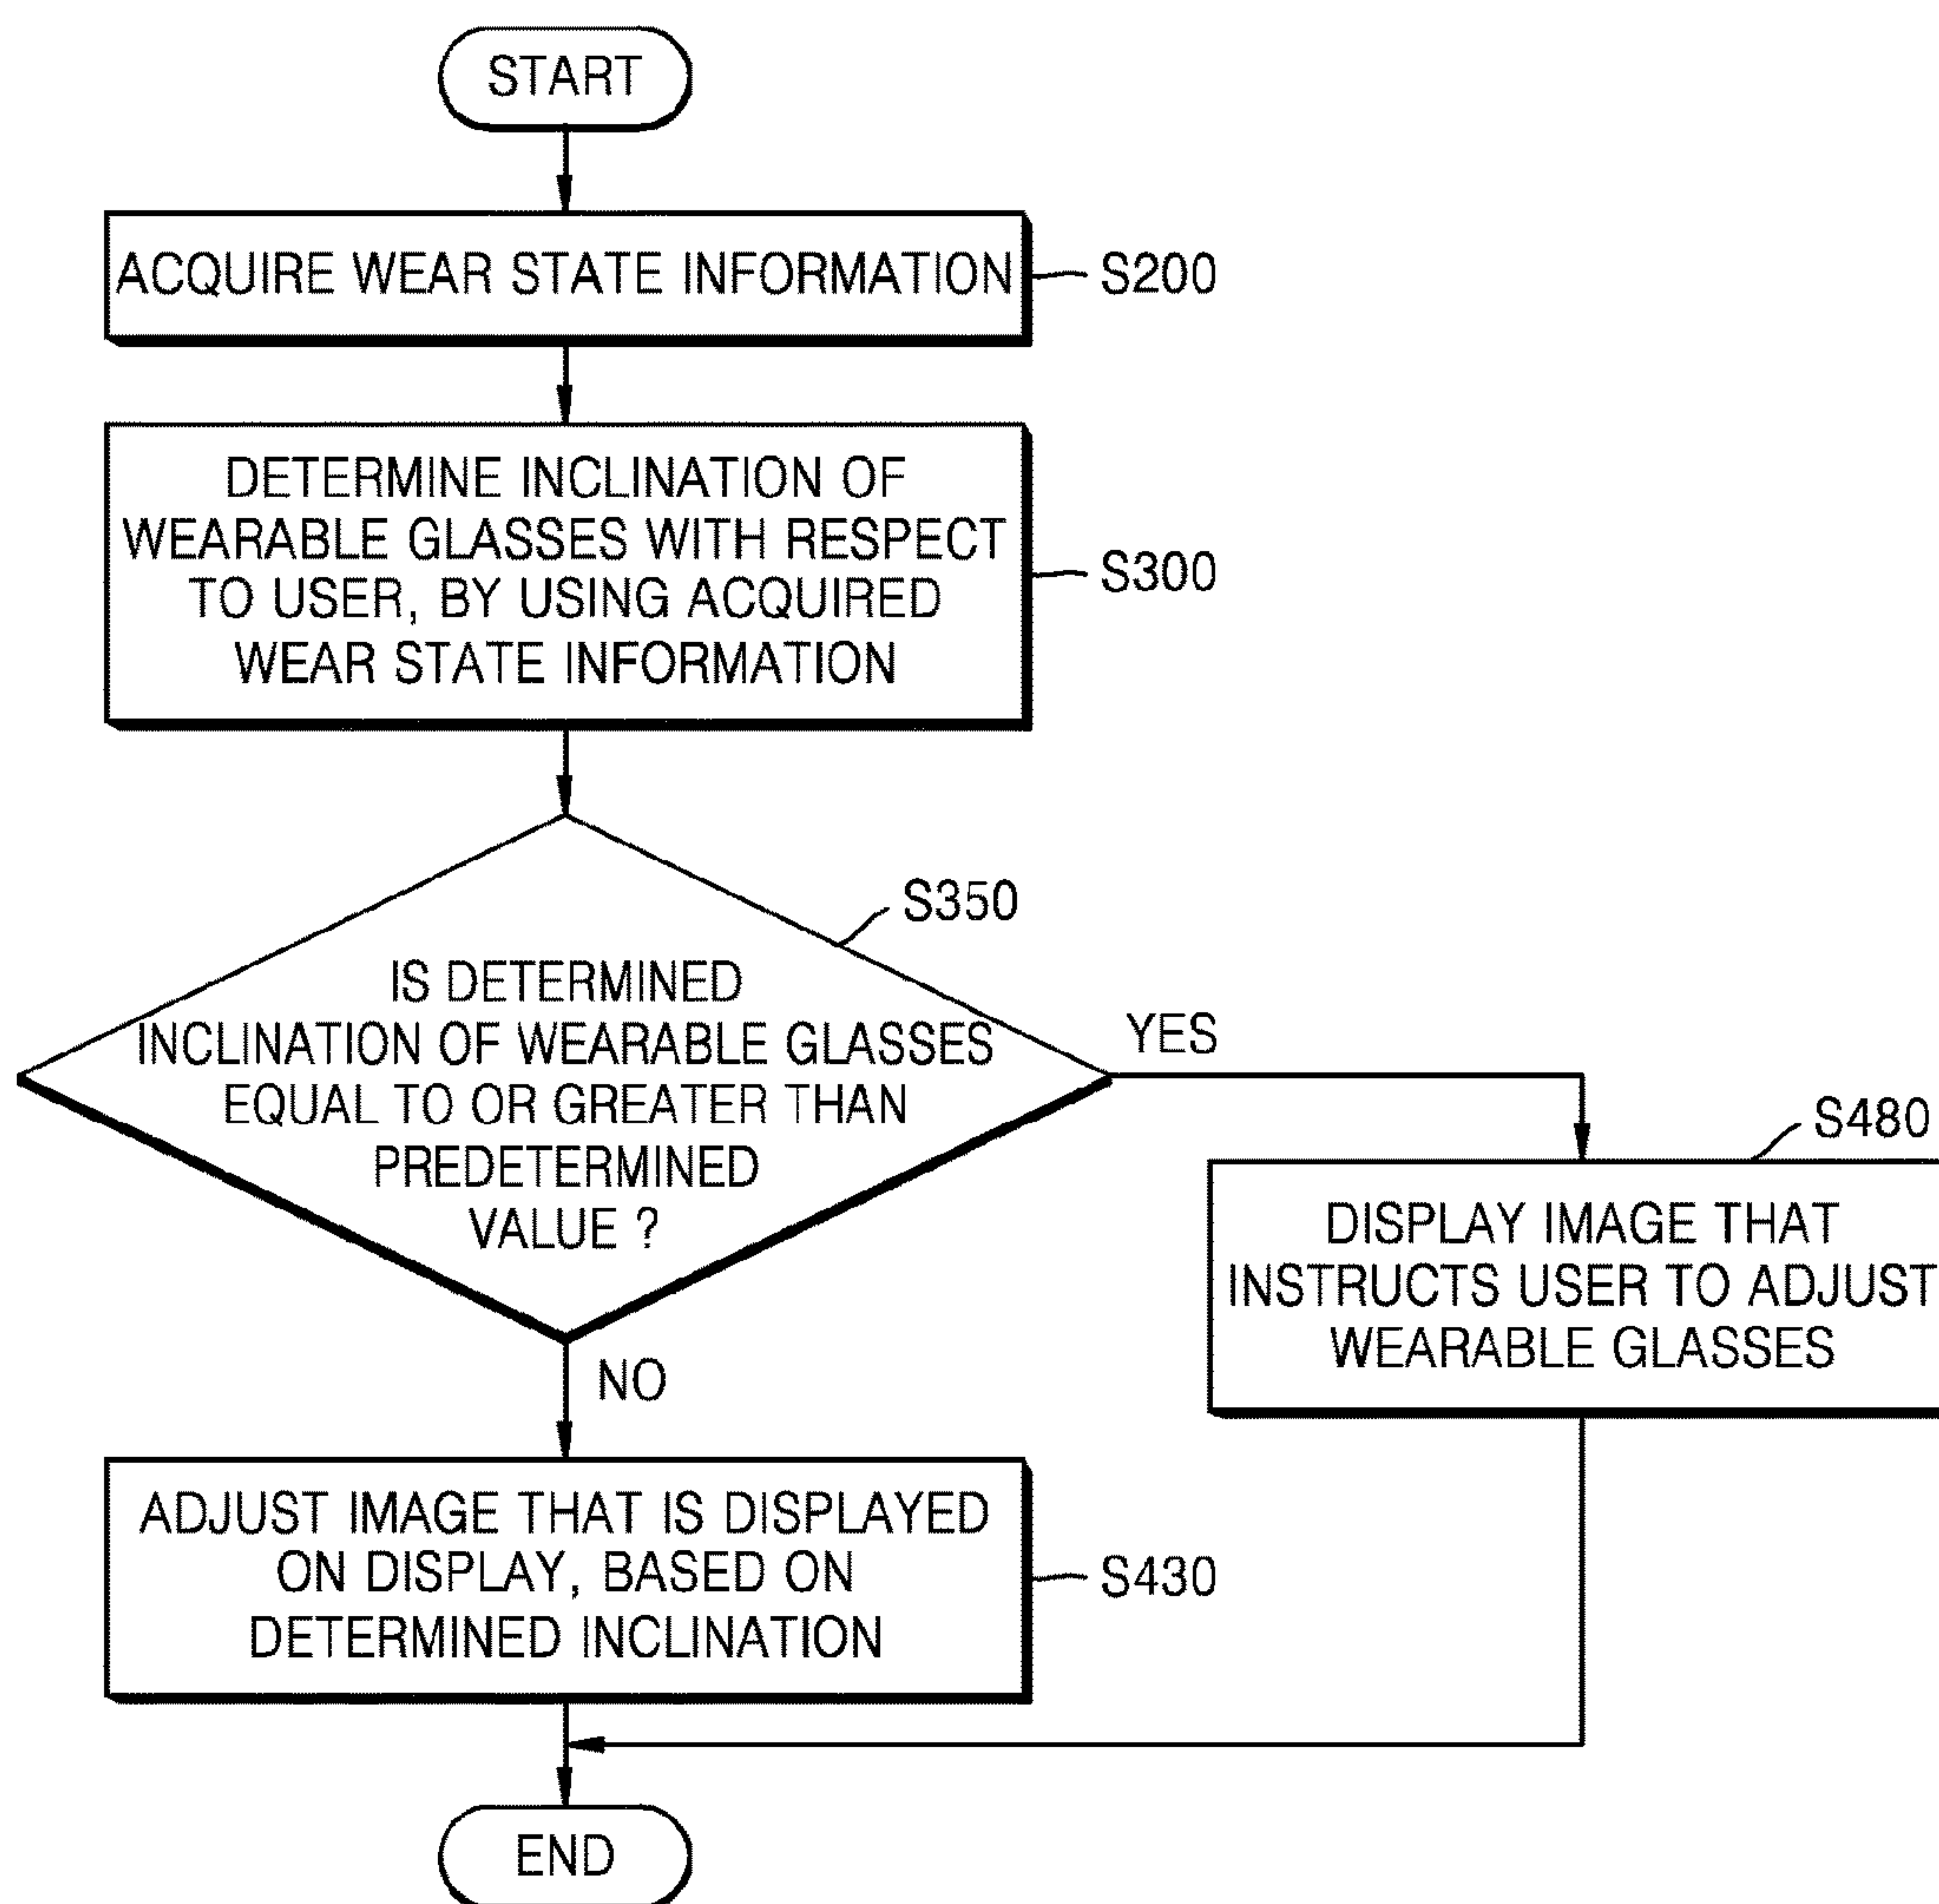 START
ACQUIRE WEAR STATE INFORMATION
S200
DETERMINE INCLINATION OF
WEARABLE GLASSES WITH RESPECT
TO USER, BY USING ACQUIRED
WEAR STATE INFORMATION
S300
S350
IS DETERMINED
INCLINATION OF WEARABLE GLASSES
EQUAL TO OR GREATER THAN
PREDETERMINED
VALUE ?
YES
S480
DISPLAY IMAGE THAT
INSTRUCTS USER TO ADJUST
WEARABLE GLASSES
NO
ADJUST IMAGE THAT IS DISPLAYED
ON DISPLAY, BASED ON
DETERMINED INCLINATION
S430
END